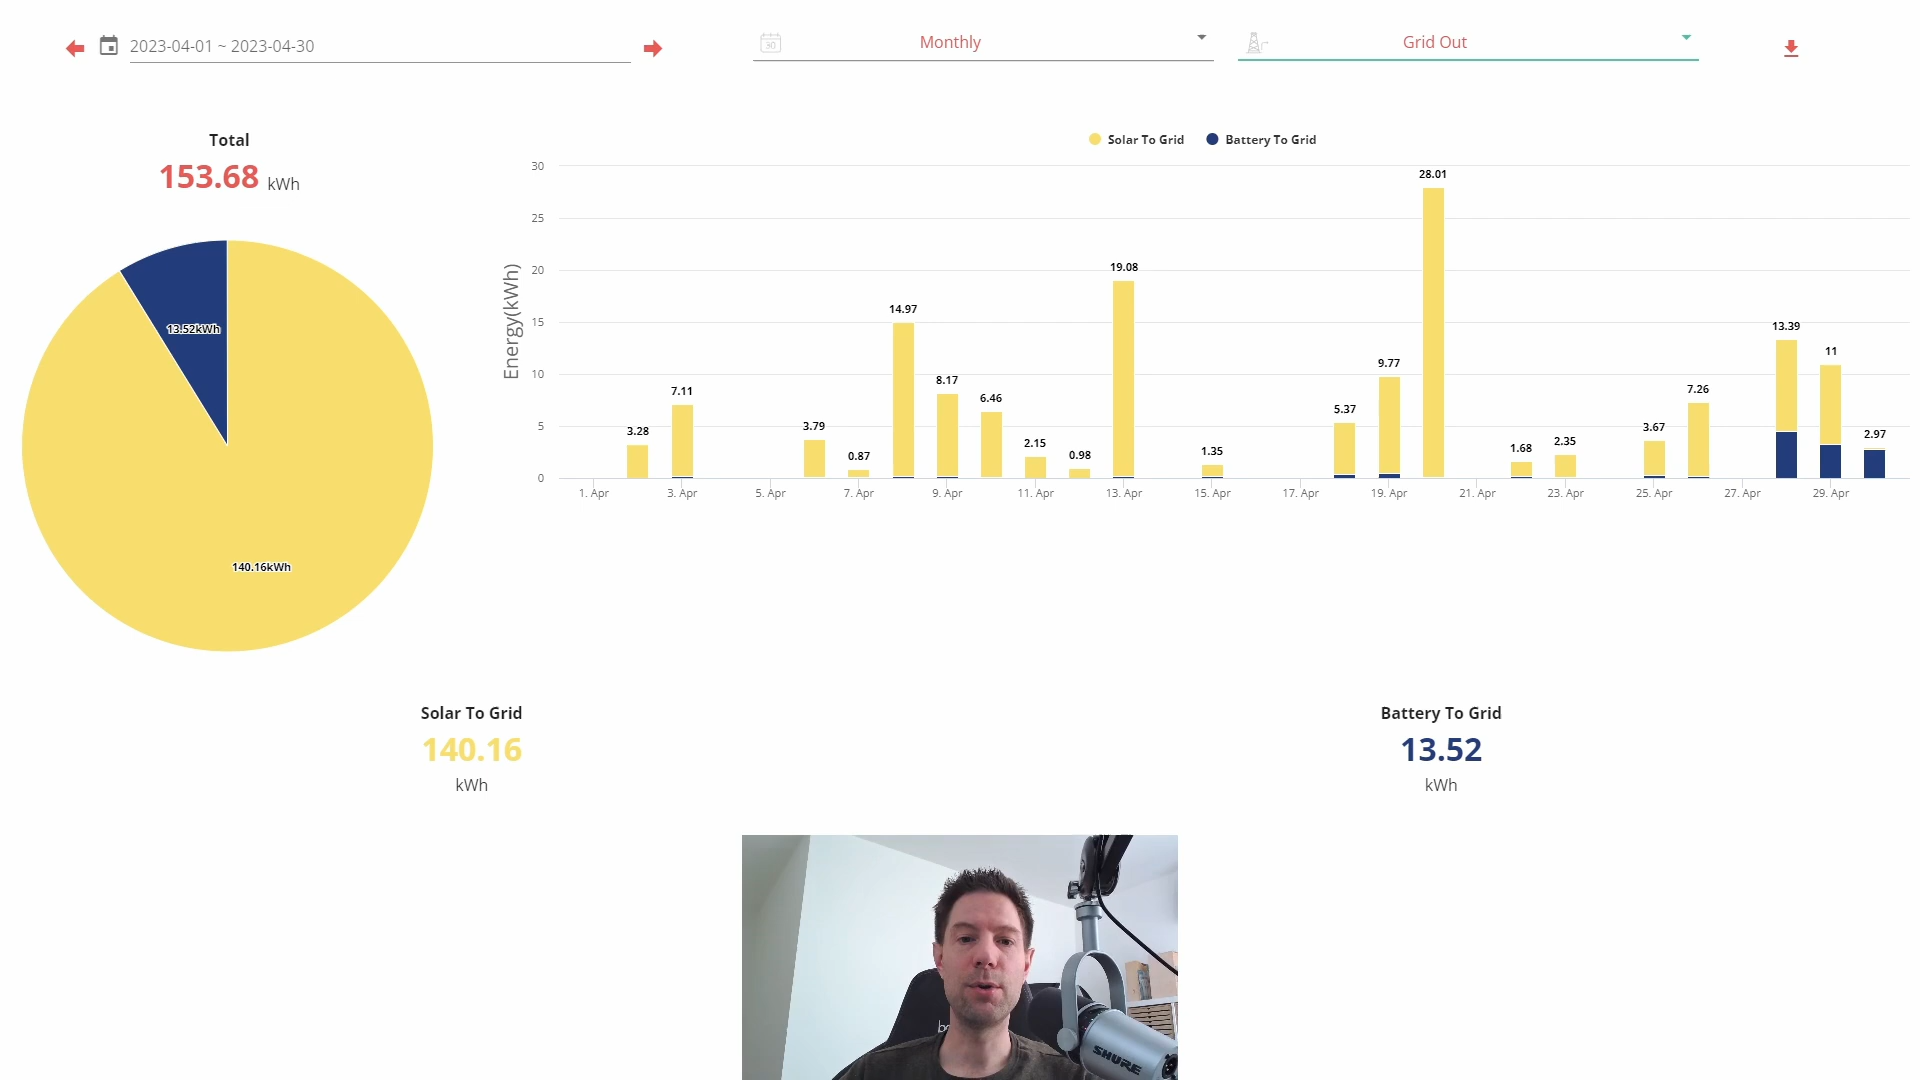 2023-04-01 ~ 2023-04-30
30
Monthly
Grid Out
Total
153.68 kWh
13.52kWh
140.16kWh
Solar To Grid
Battery To Grid
Energy(kWh)
30
25
20
15
10
5
0
3.28
7.11
3.79
0.87
14.97
8.17
6.46
2.15
0.98
19.08
1.35
5.37
9.77
28.01
1.68
2.35
3.67
7.26
13.39
11
2.97
1. Apr
3. Apr
5. Apr
7. Apr
9. Apr
11. Apr
13. Apr
15. Apr
17. Apr
19. Apr
21. Apr
23. Apr
25. Apr
27. Apr
29. Apr
Solar To Grid
140.16
kWh
Battery To Grid
13.52
kWh
SHURE